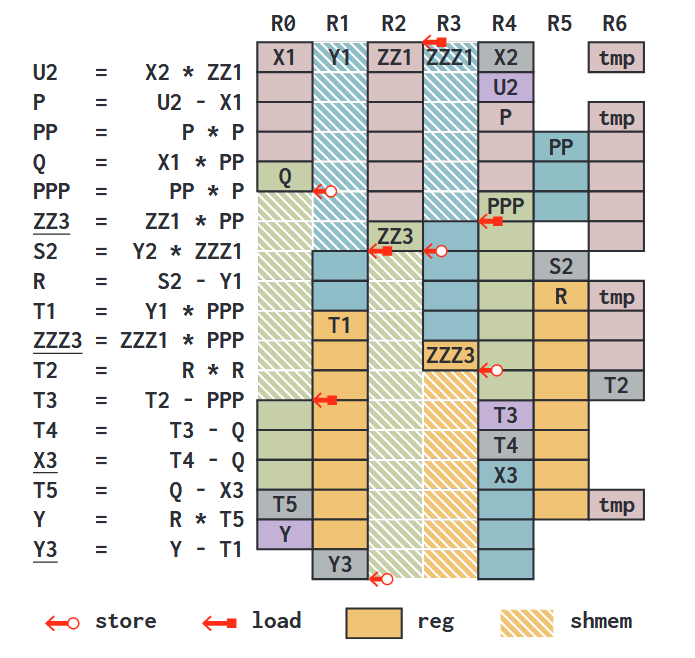 R0 R1 R2 R3 R4 R5 R6
X1 Y1 ZZ1 ZZZ1 X2 tmp
U2 = X2 * ZZ1 U2
P = U2 - X1 P tmp
PP = P * P PP
Q = X1 * PP Q
PPP = PP * P PPP
ZZ3 = ZZ1 * PP ZZ3
S2 = Y2 * ZZZ1 S2
R = S2 - Y1 R tmp
T1 = Y1 * PPP T1
ZZZ3 = ZZZ1 * PPP ZZZ3
T2 = R * R T2
T3 = T2 - PPP T3
T4 = T3 - Q T4
X3 = T4 - Q X3
T5 = Q - X3 T5 tmp
Y = R * T5 Y
Y3 = Y - T1 Y3
store load reg shmem